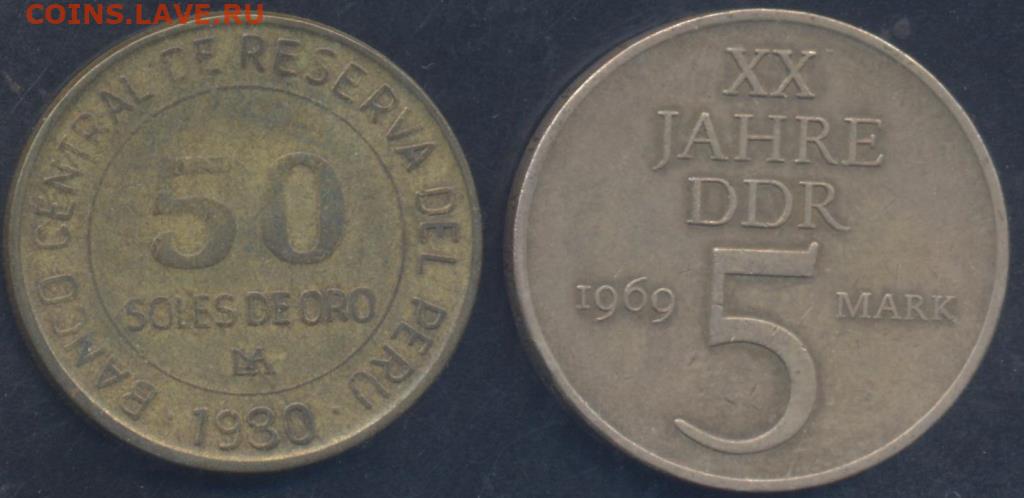 COINS.LAVE.RU
BANCO CENTRAL DE RESERVA DEL PERU
50
SOLES DE ORO
· 1980 ·
XX
JAHRE
DDR
1969 5 MARK